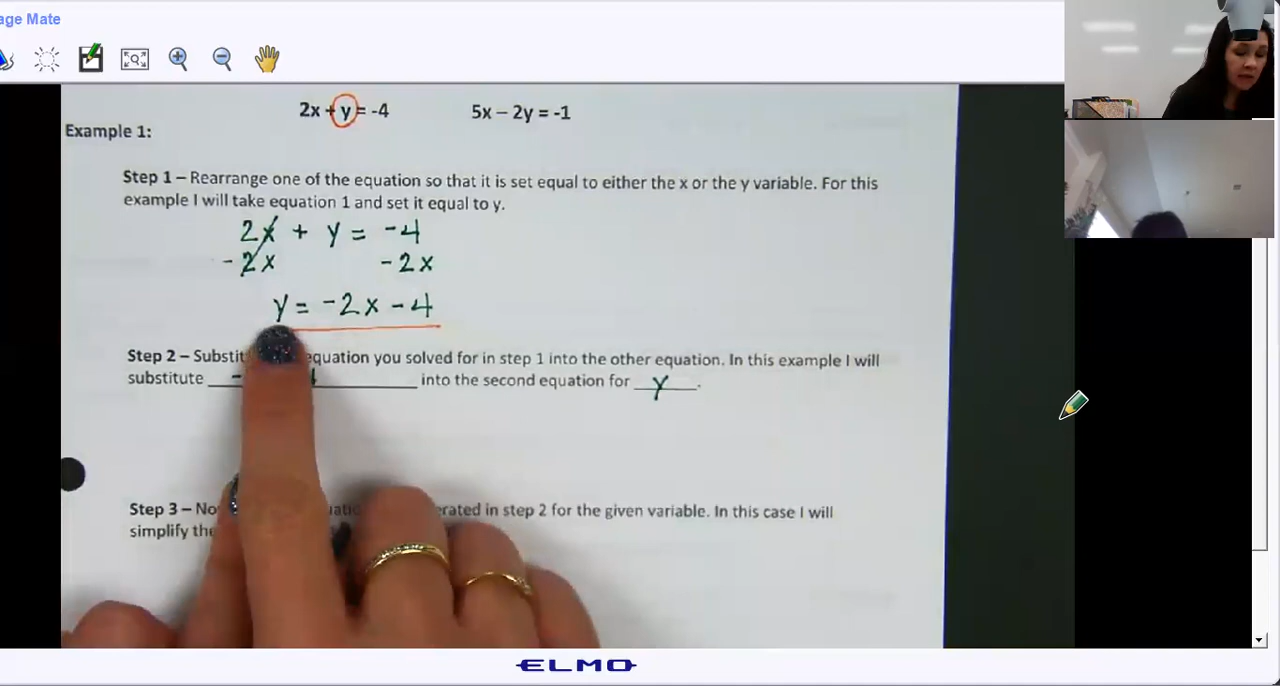 age Mate
2x + y = -4 5x – 2y = -1
Example 1:
Step 1 – Rearrange one of the equation so that it is set equal to either the x or the y variable. For this
example I will take equation 1 and set it equal to y.
2x + y = -4
-2x -2x
y = -2x - 4
Step 2 – Substit equation you solved for in step 1 into the other equation. In this example I will
substitute into the second equation for y.
Step 3 – No erated in step 2 for the given variable. In this case I will
simplify the
ELMO